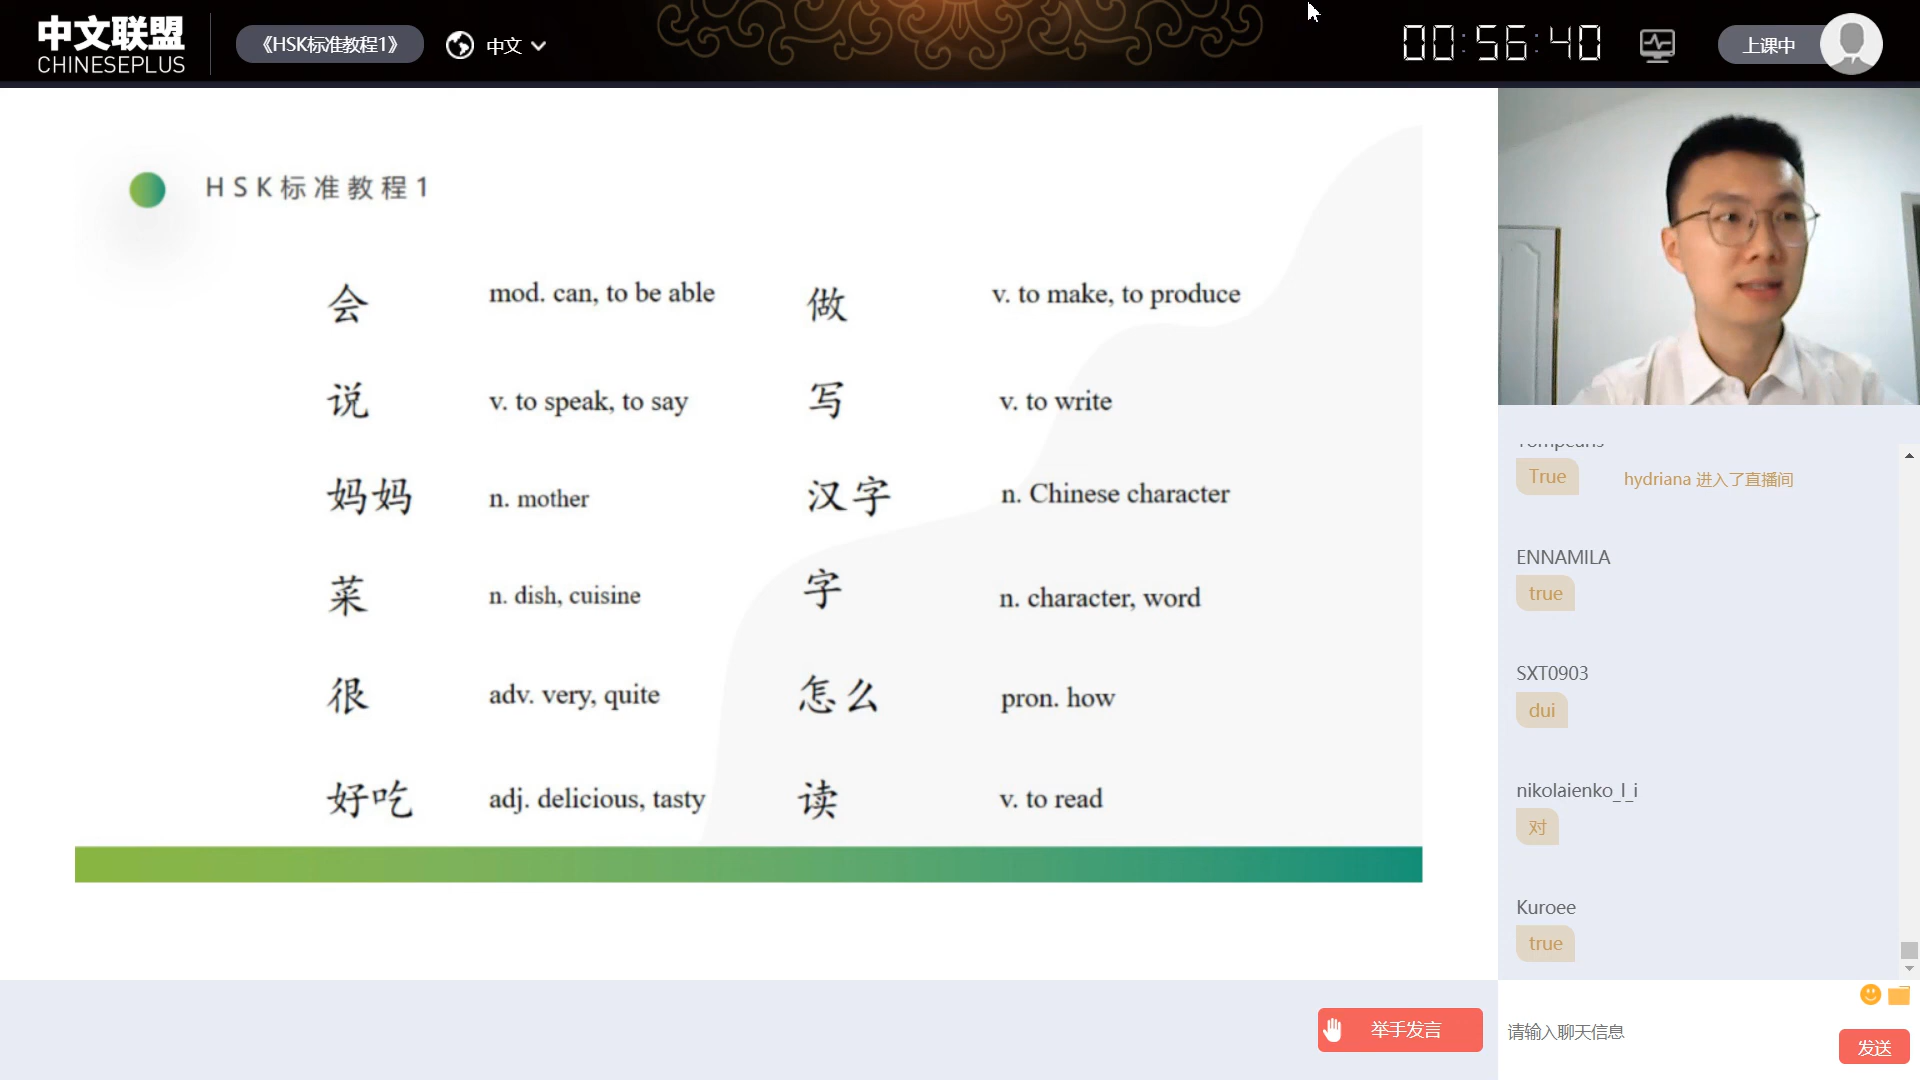 中文联盟
CHINESEPLUS
《HSK标准教程1》
中文
00:56:40
上课中
HSK标准教程1
会 mod. can, to be able 做 v. to make, to produce
说 v. to speak, to say 写 v. to write
妈妈 n. mother 汉字 n. Chinese character
菜 n. dish, cuisine 字 n. character, word
很 adv. very, quite 怎么 pron. how
好吃 adj. delicious, tasty 读 v. to read
True
hydriana 进入了直播间
ENNAMILA
true
SXT0903
dui
nikolaienko_l_i
对
Kuroee
true
举手发言
请输入聊天信息
发送